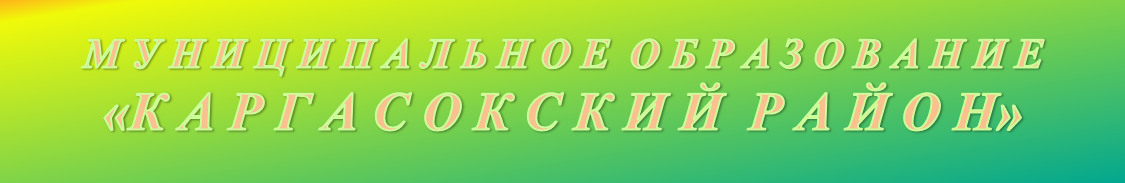 МУНИЦИПАЛЬНОЕ ОБРАЗОВАНИЕ
«КАРГАСОКСКИЙ РАЙОН»